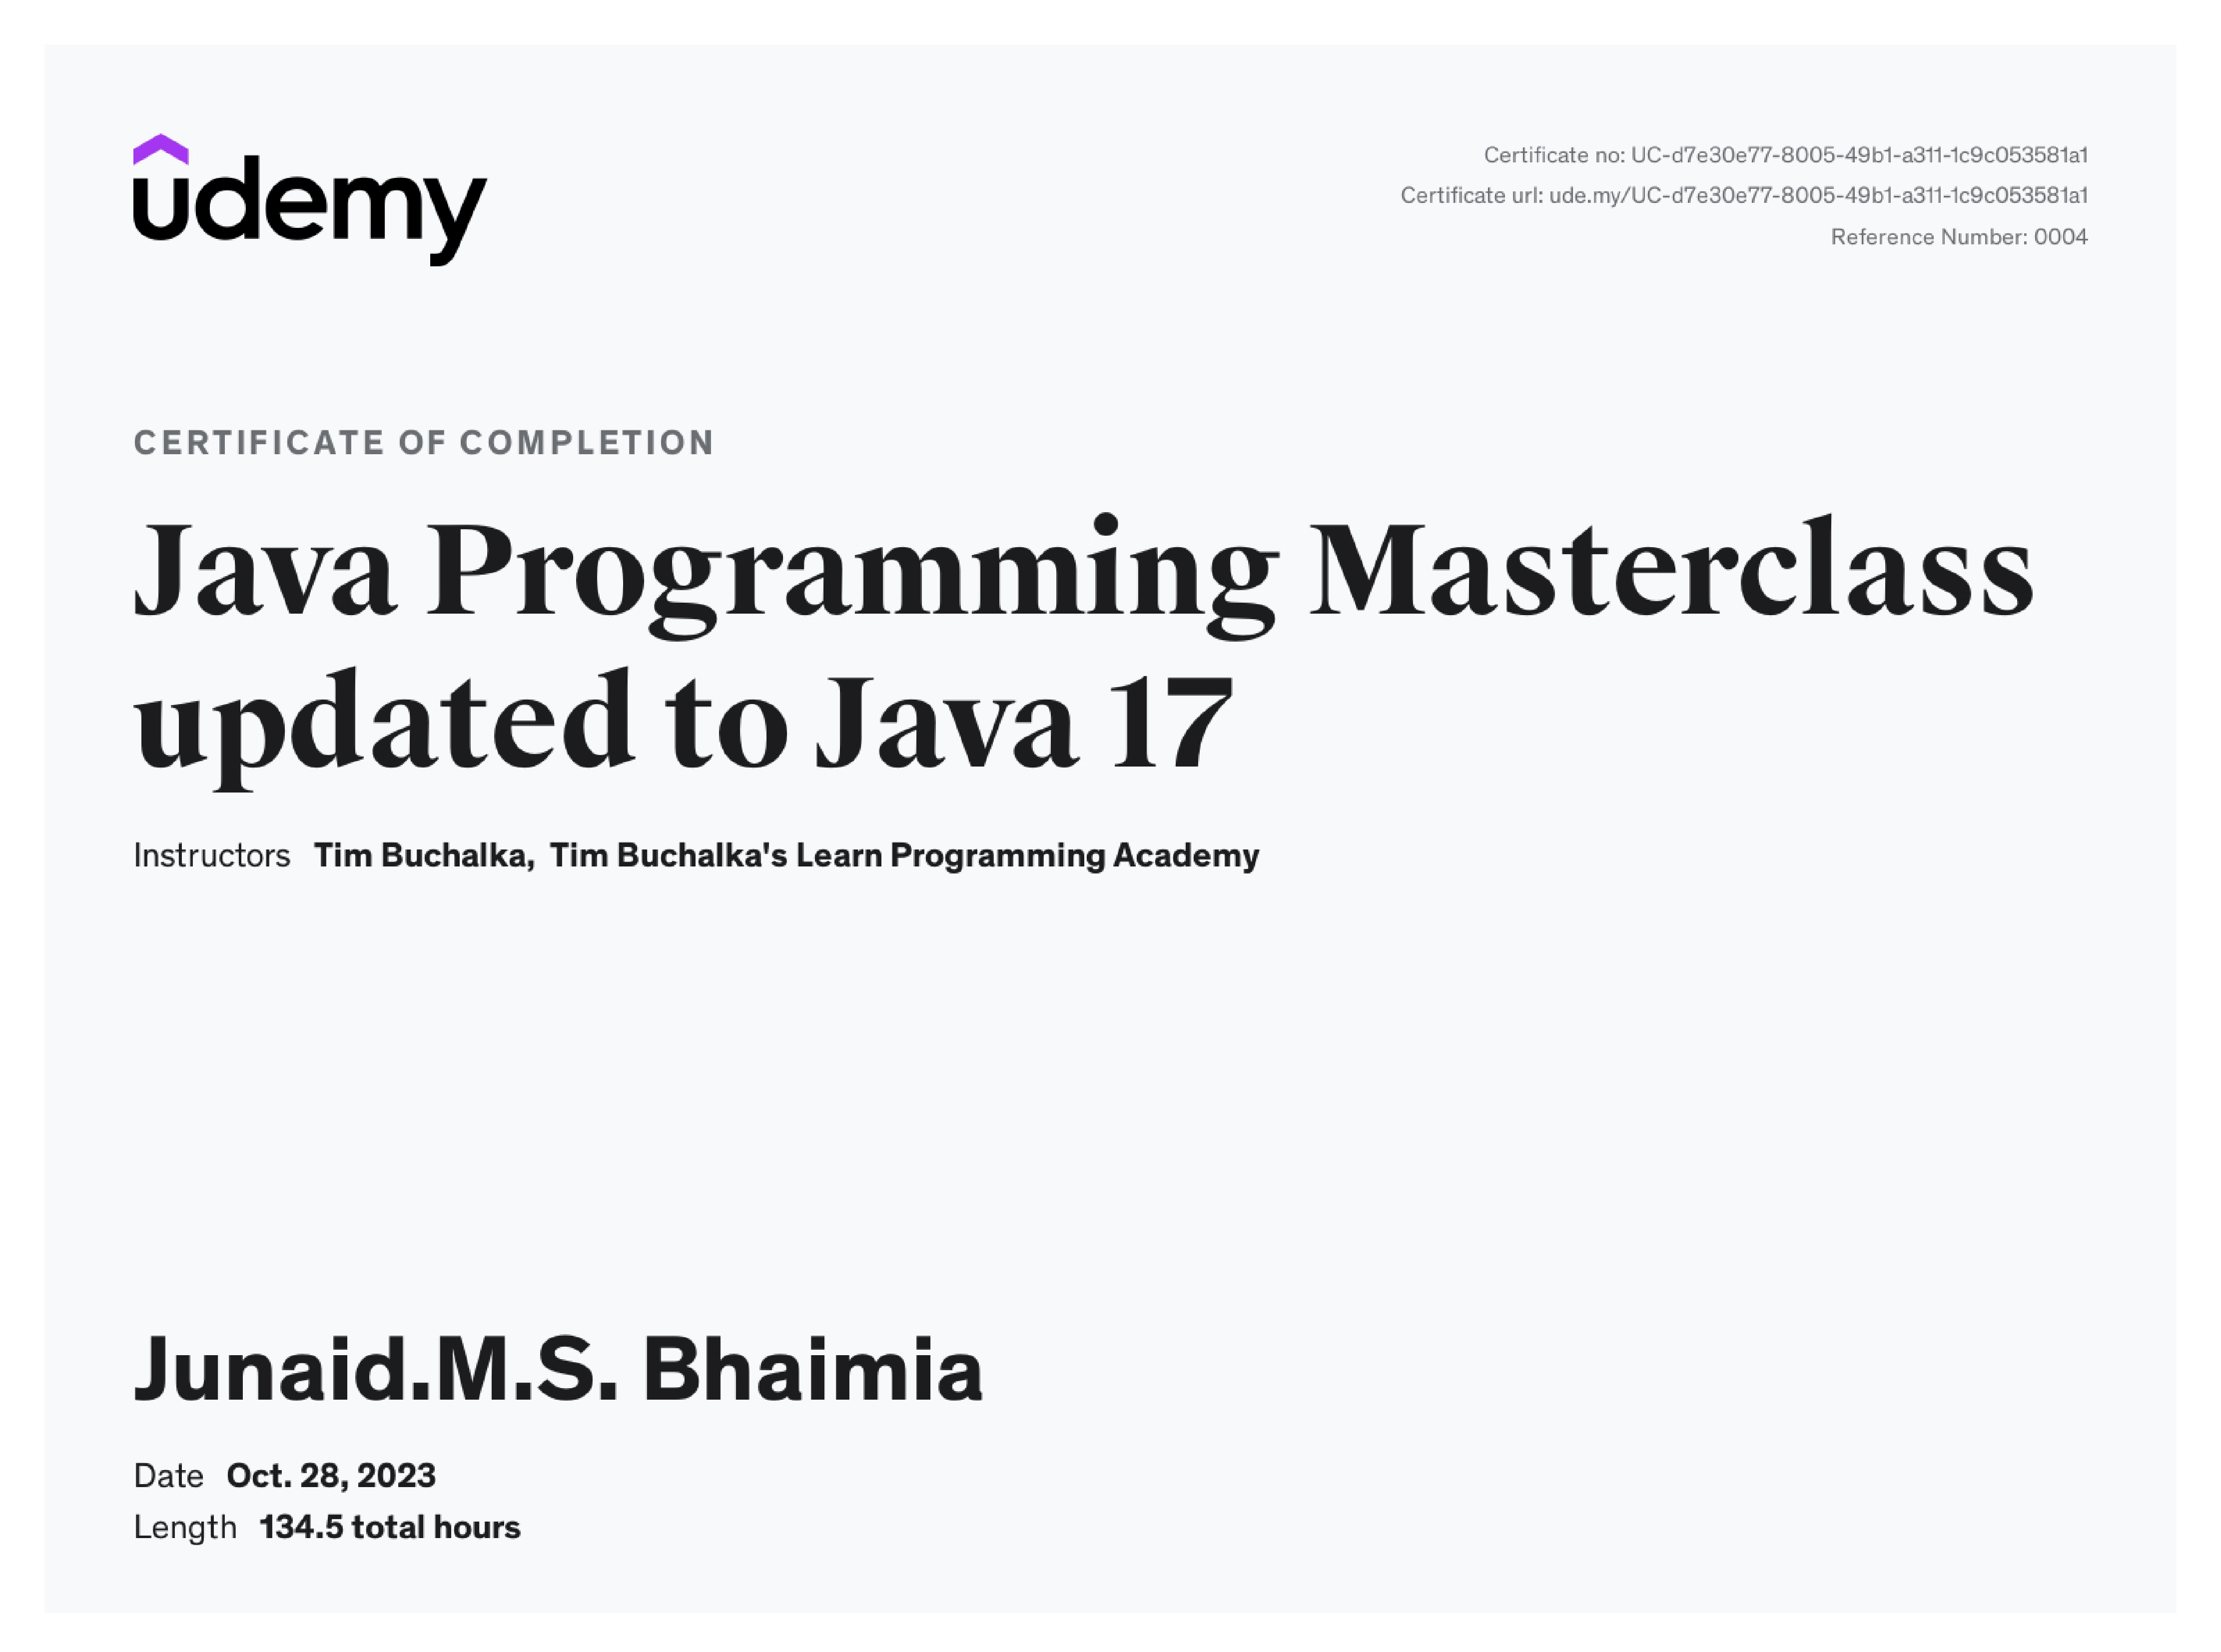 udemy
Certificate no: UC-d7e30e77-8005-49b1-a311-1c9c053581a1
Certificate url: ude.my/UC-d7e30e77-8005-49b1-a311-1c9c053581a1
Reference Number: 0004
CERTIFICATE OF COMPLETION
Java Programming Masterclass
updated to Java 17
Instructors Tim Buchalka, Tim Buchalka's Learn Programming Academy
Junaid.M.S. Bhaimia
Date Oct. 28, 2023
Length 134.5 total hours